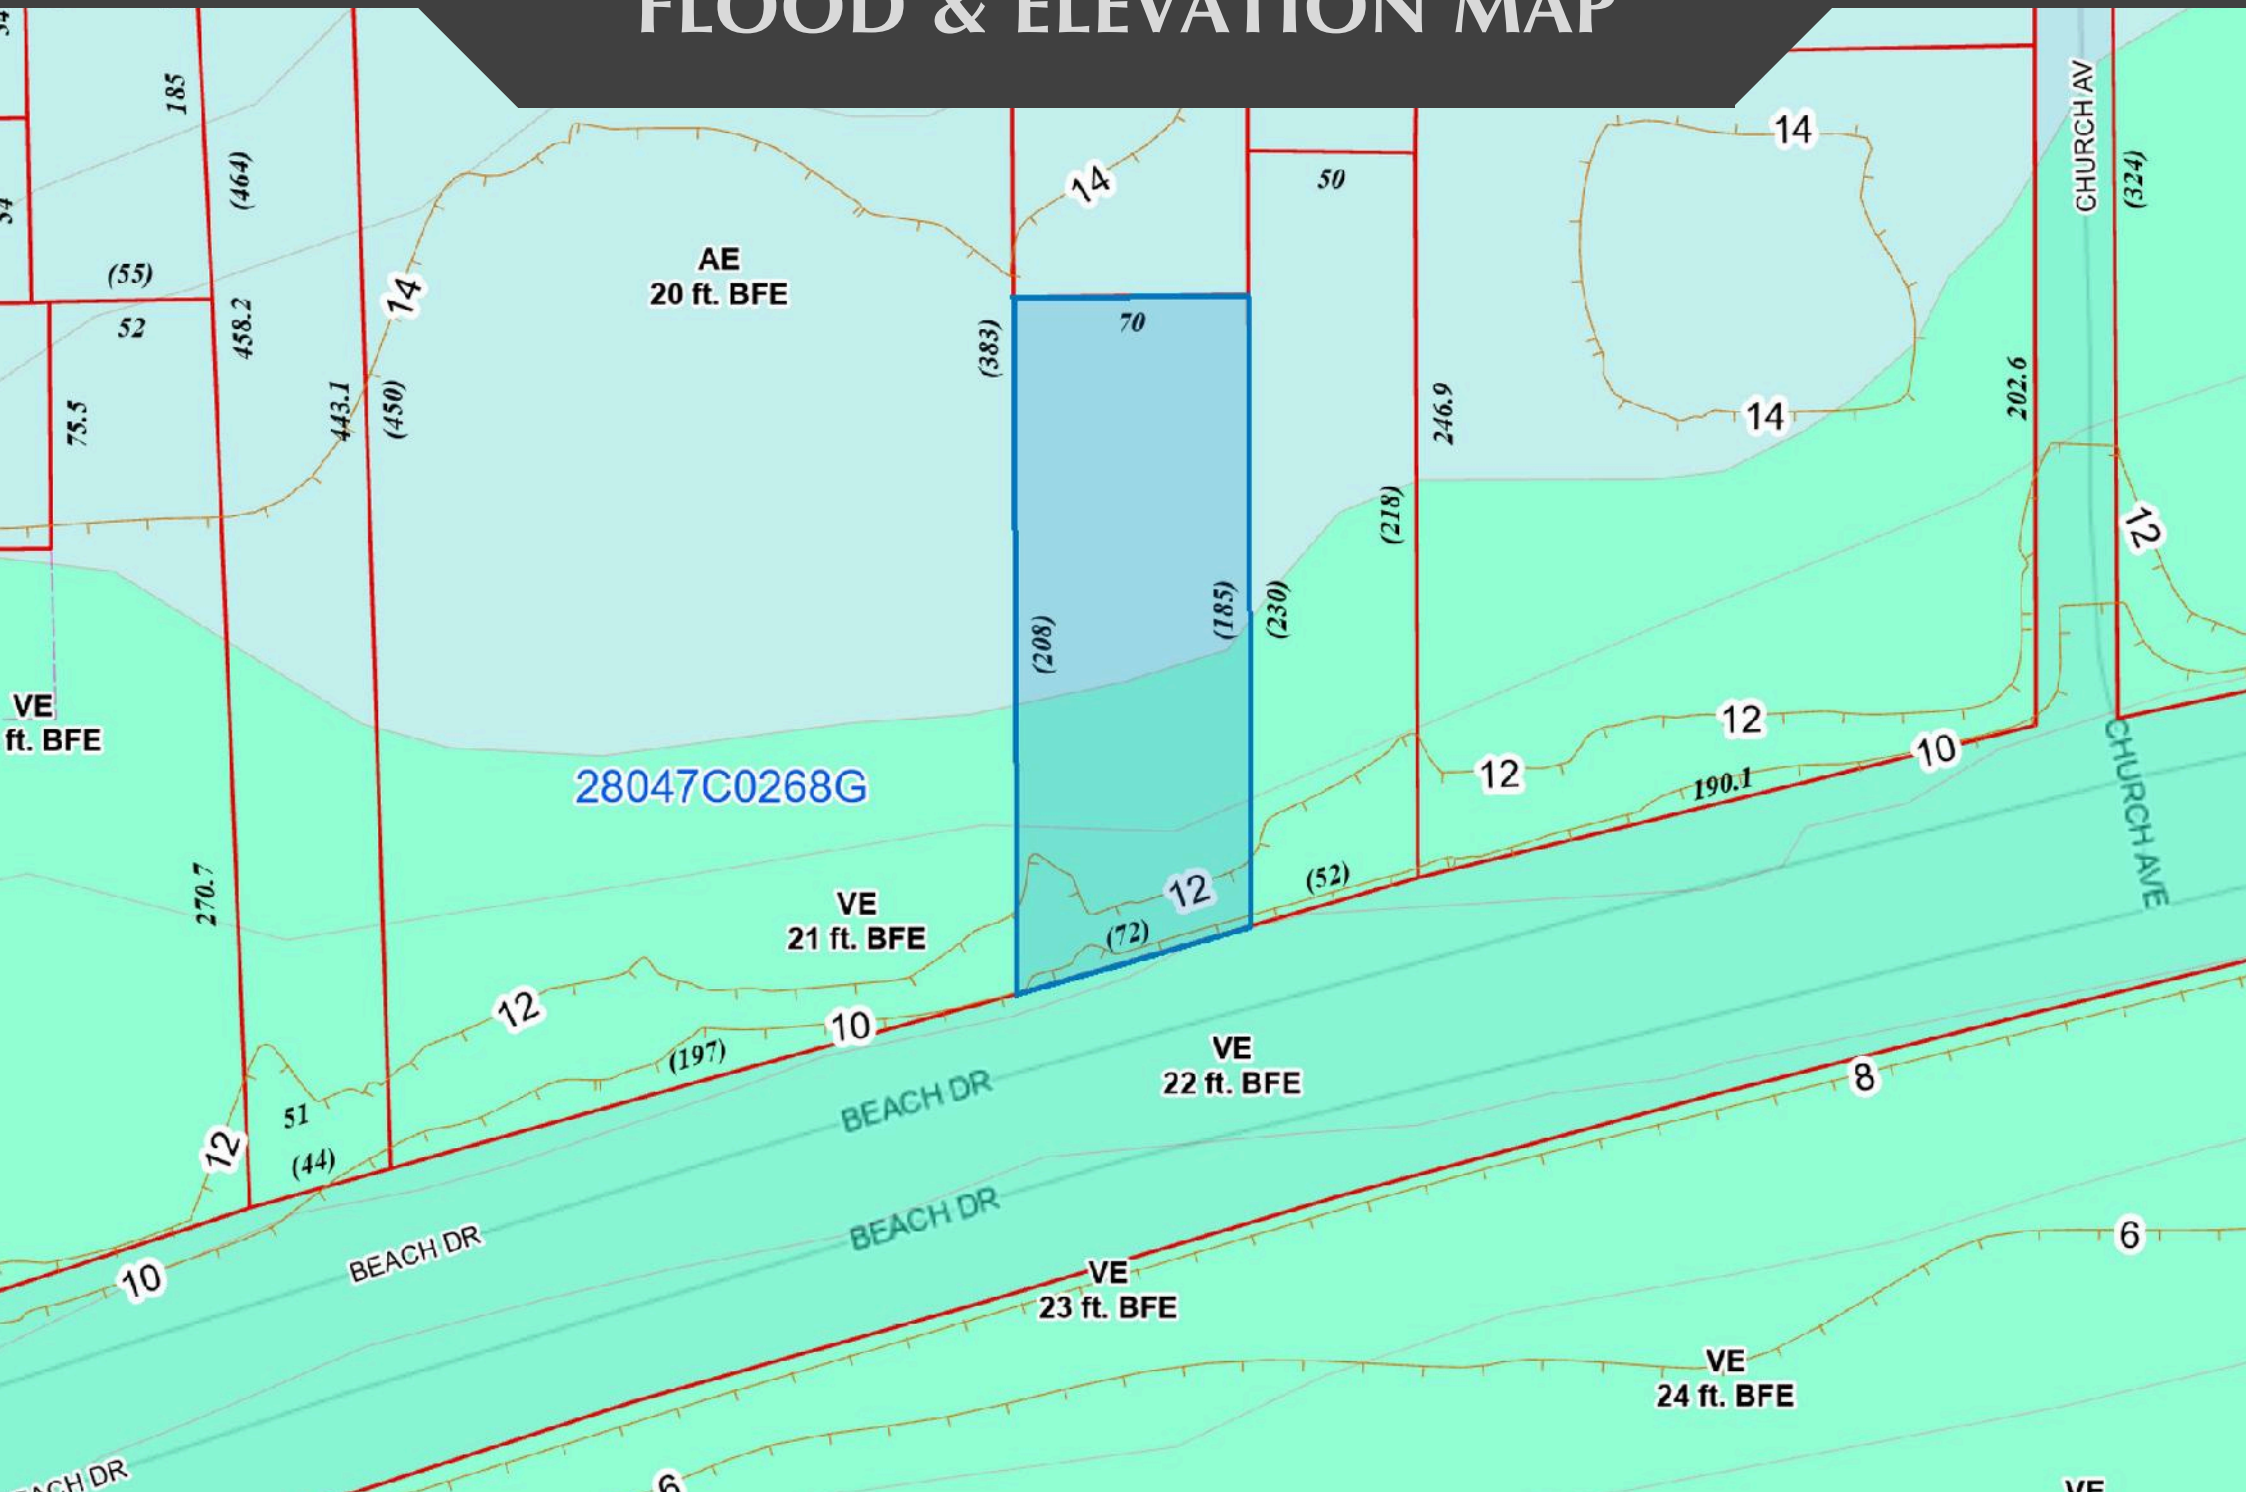 FLOOD & ELEVATION MAP
185
(464)
CHURCH AV
(324)
14
14
50
54
(55)
52
458.2
14
AE
20 ft. BFE
(383)
70
443.1
(450)
75.5
246.9
14
202.6
(218)
12
(208)
(185)
(230)
VE
ft. BFE
28047C0268G
12
12
10
190.1
CHURCH AVE
270.7
VE
21 ft. BFE
12
(52)
(72)
12
10
(197)
VE
22 ft. BFE
8
BEACH DR
51
(44)
12
BEACH DR
BEACH DR
10
6
VE
23 ft. BFE
VE
24 ft. BFE
ACH DR
6
VE